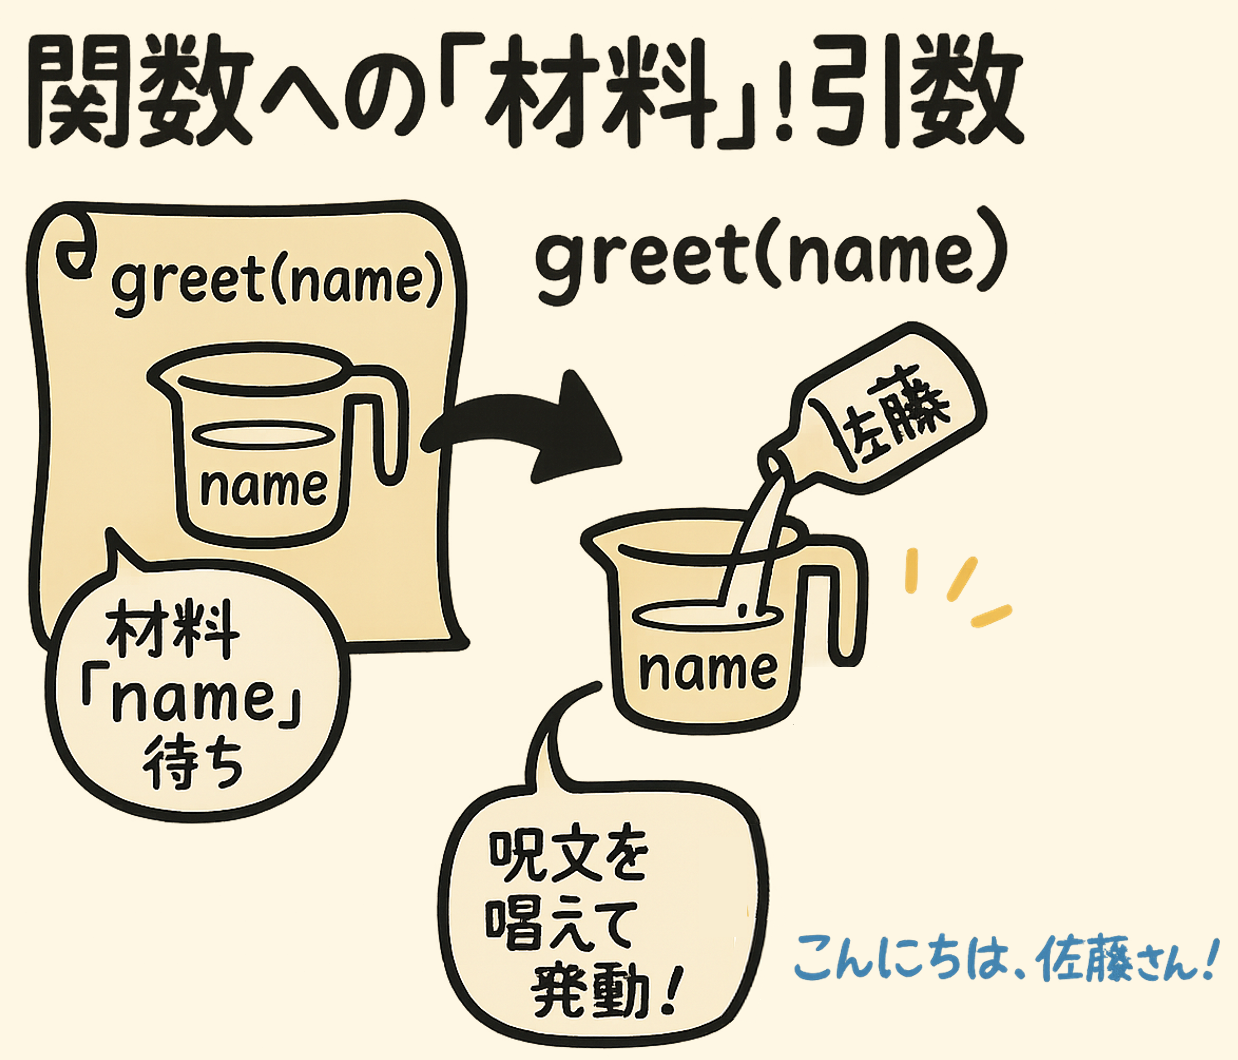 関数への「材料」!引数
greet(name)
name
材料
「name」
待ち
greet(name)
佐藤
name
呪文を
唱えて
発動!
こんにちは、佐藤さん!